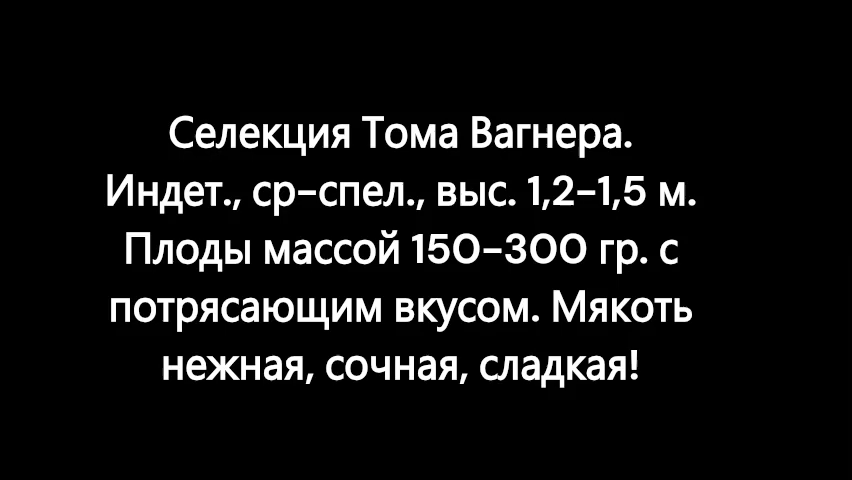 Селекция Тома Вагнера.
Индет., ср-спел., выс. 1,2-1,5 м.
Плоды массой 150-300 гр. с
потрясающим вкусом. Мякоть
нежная, сочная, сладкая!